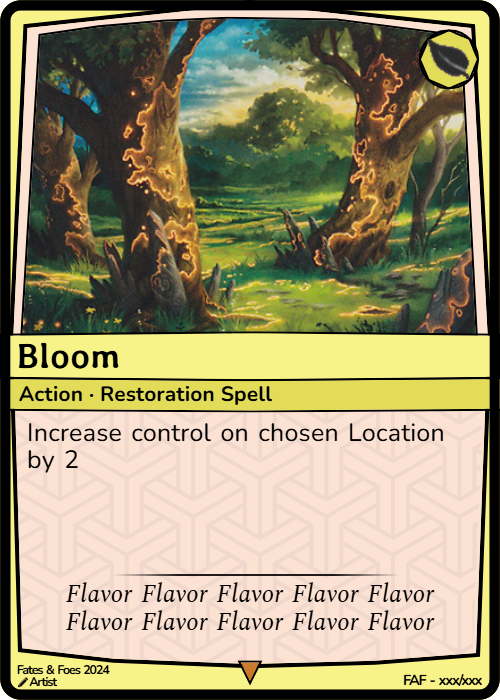 Bloom
Action · Restoration Spell
Increase control on chosen Location
by 2
Flavor Flavor Flavor Flavor Flavor
Flavor Flavor Flavor Flavor Flavor
Fates & Foes 2024
Artist
FAF - xxx/xxx